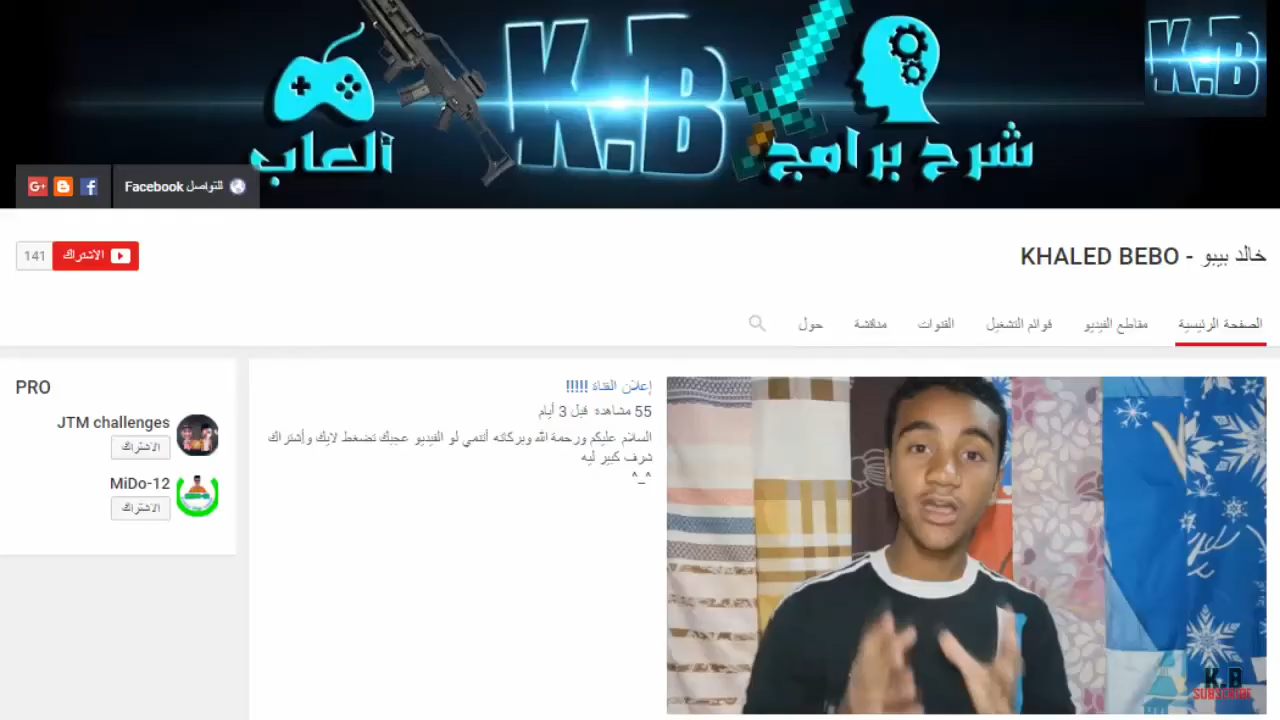 K.B
K.B
ألعاب
شرح برامج
للتواصل Facebook
خالد بيبو - KHALED BEBO
الاشتراك 141
الصفحة الرئيسية
مقاطع الفيديو
قوائم التشغيل
القنوات
مناقشة
حول
إعلان القناة !!!!!
55 مشاهدة قبل 3 أيام
السلام عليكم ورحمة الله وبركاته أتنمي لو الفيديو عجبك تضغط لايك وأشتراك
شرف كبير ليه
^_^
PRO
JTM challenges
الاشتراك
MiDo-12
الاشتراك
K.B
SUBSCRIBE